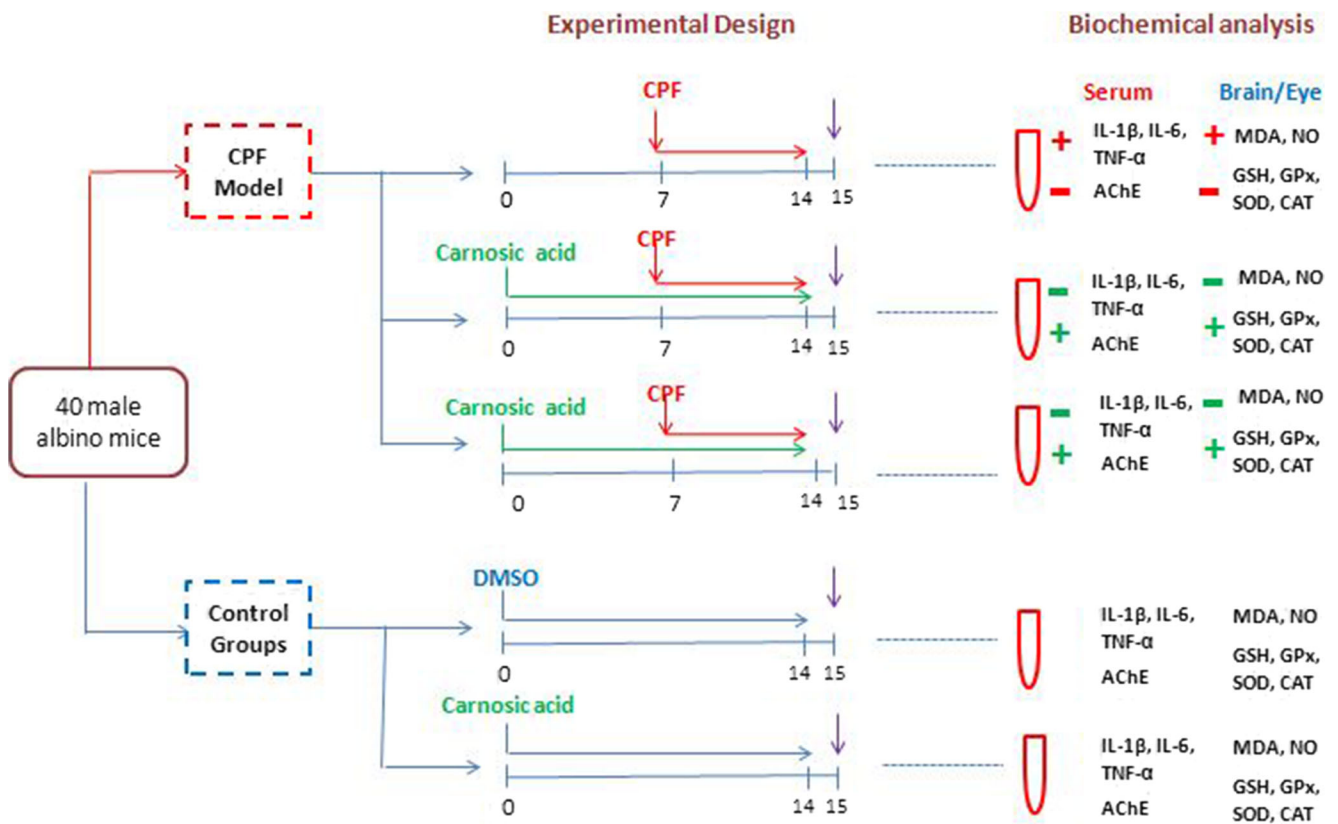 Experimental Design
Biochemical analysis
Serum
Brain/Eye
40 male
albino mice
CPF
Model
CPF
0
7
14
15
+ IL-1β, IL-6,
TNF-α
- AChE
+ MDA, NO
- GSH, GPx,
SOD, CAT
Carnosic acid
CPF
0
7
14
15
- IL-1β, IL-6,
TNF-α
+ AChE
- MDA, NO
+ GSH, GPx,
SOD, CAT
Carnosic acid
CPF
0
7
14
15
- IL-1β, IL-6,
TNF-α
+ AChE
- MDA, NO
+ GSH, GPx,
SOD, CAT
Control
Groups
DMSO
0
14
15
IL-1β, IL-6,
TNF-α
AChE
MDA, NO
GSH, GPx,
SOD, CAT
Carnosic acid
0
14
15
IL-1β, IL-6,
TNF-α
AChE
MDA, NO
GSH, GPx,
SOD, CAT